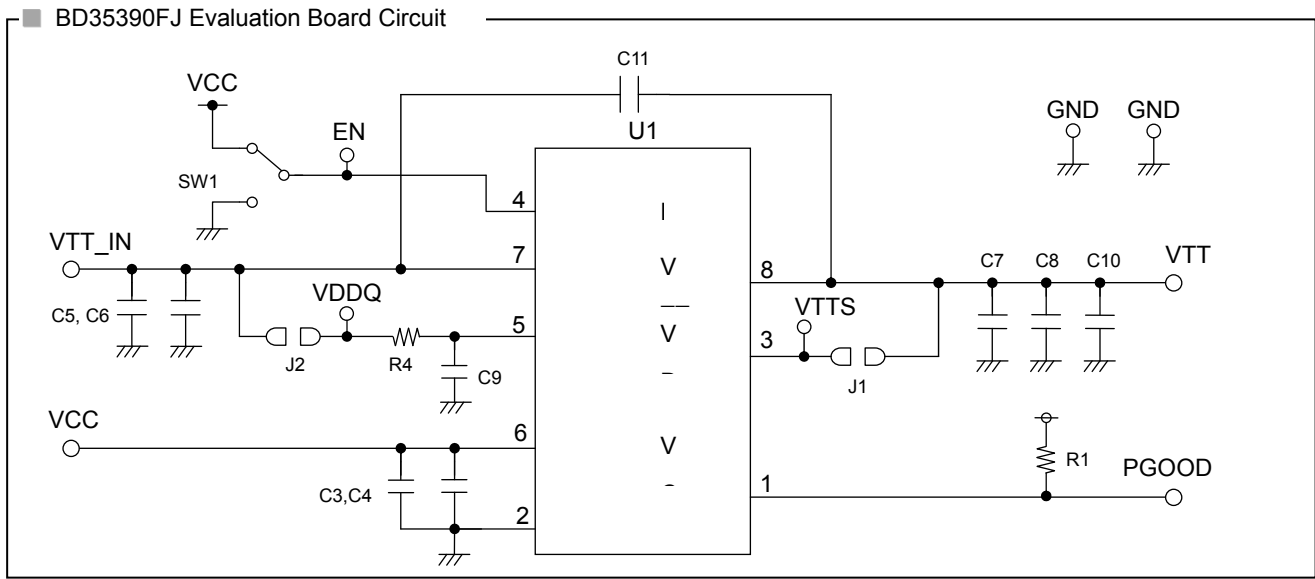 BD35390FJ Evaluation Board Circuit
C11
VCC
GND GND
U1
EN
SW1
4
I
VTT_IN
7
V
8
C7 C8 C10
VTT
VDDQ
VTTS
C5, C6
5
V
3
J2
R4
C9
J1
VCC
6
V
R1
PGOOD
C3,C4
1
2